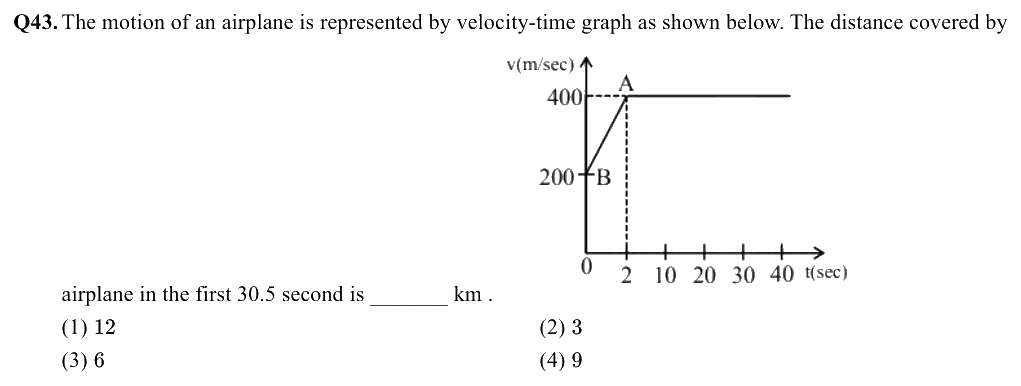 Q43. The motion of an airplane is represented by velocity-time graph as shown below. The distance covered by
v(m/sec)
A
400
200
B
0 2 10 20 30 40 t(sec)
airplane in the first 30.5 second is _______ km .
(1) 12 (2) 3
(3) 6 (4) 9